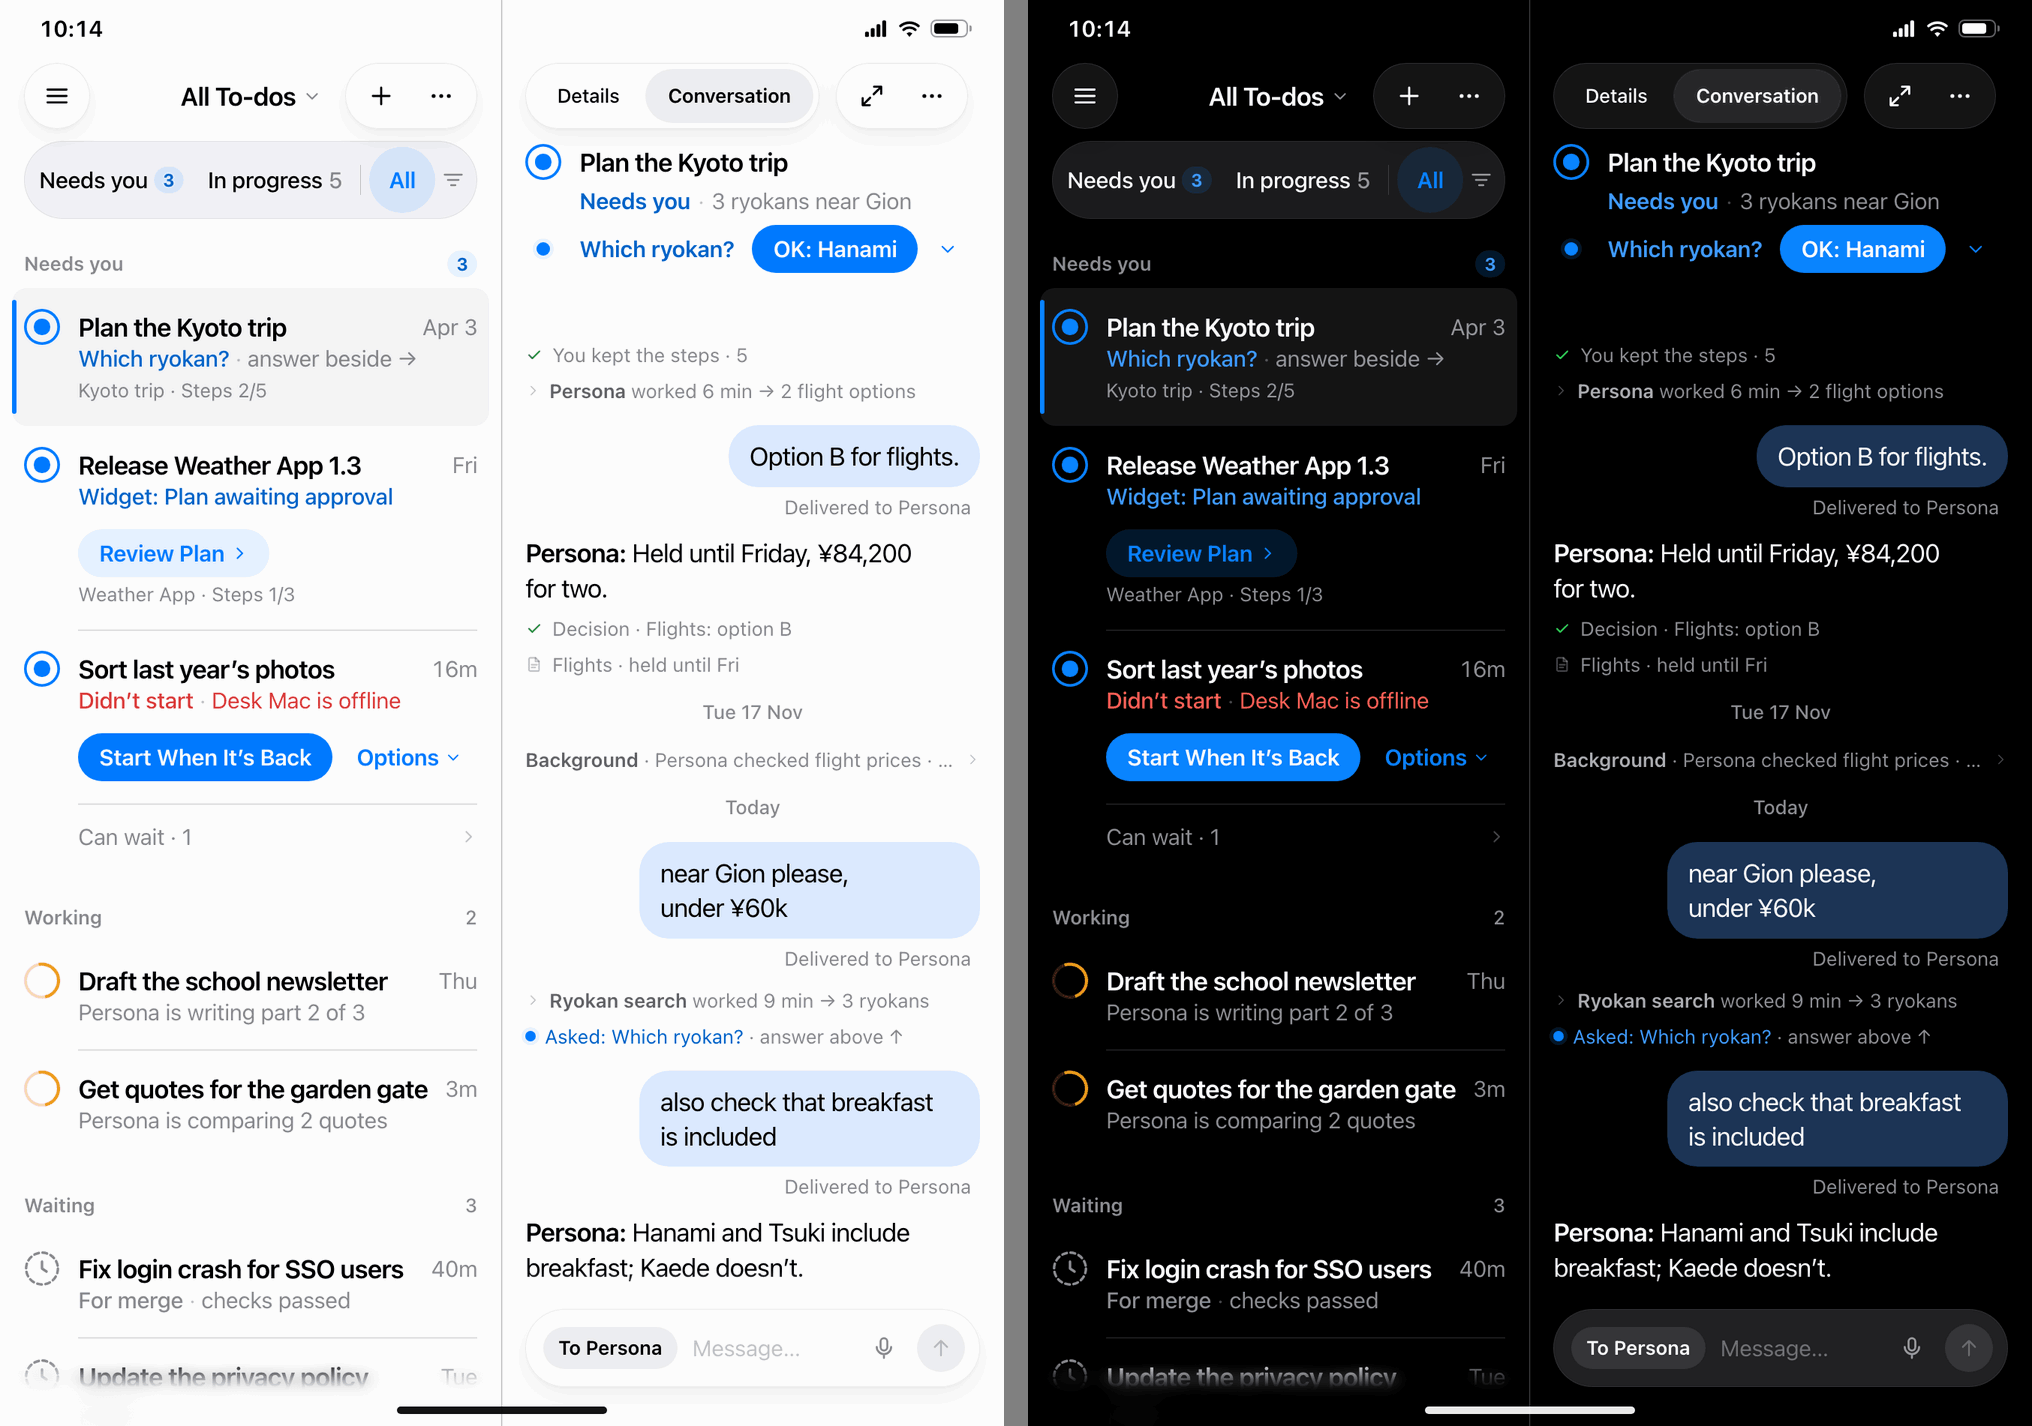 10:14
All To-dos
Needs you 3 In progress 5 All
Needs you 3
Plan the Kyoto trip Apr 3
Which ryokan? · answer beside →
Kyoto trip · Steps 2/5
Release Weather App 1.3 Fri
Widget: Plan awaiting approval
Review Plan
Weather App · Steps 1/3
Sort last year’s photos 16m
Didn’t start · Desk Mac is offline
Start When It’s Back Options
Can wait · 1
Working 2
Draft the school newsletter Thu
Persona is writing part 2 of 3
Get quotes for the garden gate 3m
Persona is comparing 2 quotes
Waiting 3
Fix login crash for SSO users 40m
For merge · checks passed
Update the privacy policy Tue
Details Conversation
Plan the Kyoto trip
Needs you · 3 ryokans near Gion
Which ryokan? OK: Hanami
You kept the steps · 5
Persona worked 6 min → 2 flight options
Option B for flights.
Delivered to Persona
Persona: Held until Friday, ¥84,200
for two.
Decision · Flights: option B
Flights · held until Fri
Tue 17 Nov
Background · Persona checked flight prices · ...
Today
near Gion please,
under ¥60k
Delivered to Persona
Ryokan search worked 9 min → 3 ryokans
Asked: Which ryokan? · answer above ↑
also check that breakfast
is included
Delivered to Persona
Persona: Hanami and Tsuki include
breakfast; Kaede doesn’t.
To Persona Message...
10:14
All To-dos
Needs you 3 In progress 5 All
Needs you 3
Plan the Kyoto trip Apr 3
Which ryokan? · answer beside →
Kyoto trip · Steps 2/5
Release Weather App 1.3 Fri
Widget: Plan awaiting approval
Review Plan
Weather App · Steps 1/3
Sort last year’s photos 16m
Didn’t start · Desk Mac is offline
Start When It’s Back Options
Can wait · 1
Working 2
Draft the school newsletter Thu
Persona is writing part 2 of 3
Get quotes for the garden gate 3m
Persona is comparing 2 quotes
Waiting 3
Fix login crash for SSO users 40m
For merge · checks passed
Update the privacy policy Tue
Details Conversation
Plan the Kyoto trip
Needs you · 3 ryokans near Gion
Which ryokan? OK: Hanami
You kept the steps · 5
Persona worked 6 min → 2 flight options
Option B for flights.
Delivered to Persona
Persona: Held until Friday, ¥84,200
for two.
Decision · Flights: option B
Flights · held until Fri
Tue 17 Nov
Background · Persona checked flight prices · ...
Today
near Gion please,
under ¥60k
Delivered to Persona
Ryokan search worked 9 min → 3 ryokans
Asked: Which ryokan? · answer above ↑
also check that breakfast
is included
Delivered to Persona
Persona: Hanami and Tsuki include
breakfast; Kaede doesn’t.
To Persona Message...